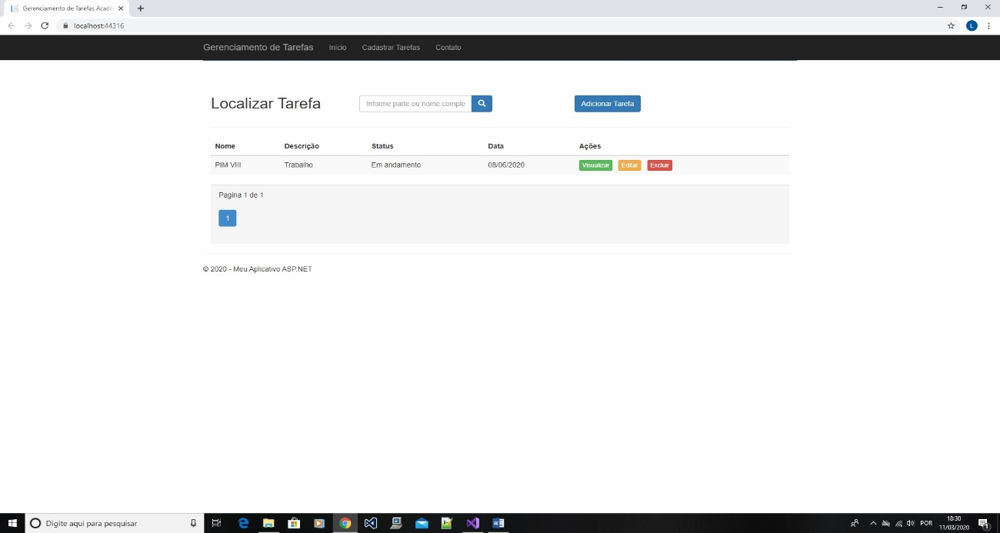 Gerenciamento de Tarefas Acadê
localhost:44316
L
Gerenciamento de Tarefas Início Cadastrar Tarefas Contato
Localizar Tarefa
Informe parte ou nome comple
Adicionar Tarefa
Nome Descrição Status Data Ações
PIM VIII Trabalho Em andamento 08/06/2020 Visualizar Editar Excluir
Pagina 1 de 1
1
© 2020 - Meu Aplicativo ASP.NET
Digite aqui para pesquisar
POR
18:30
11/03/2020
1